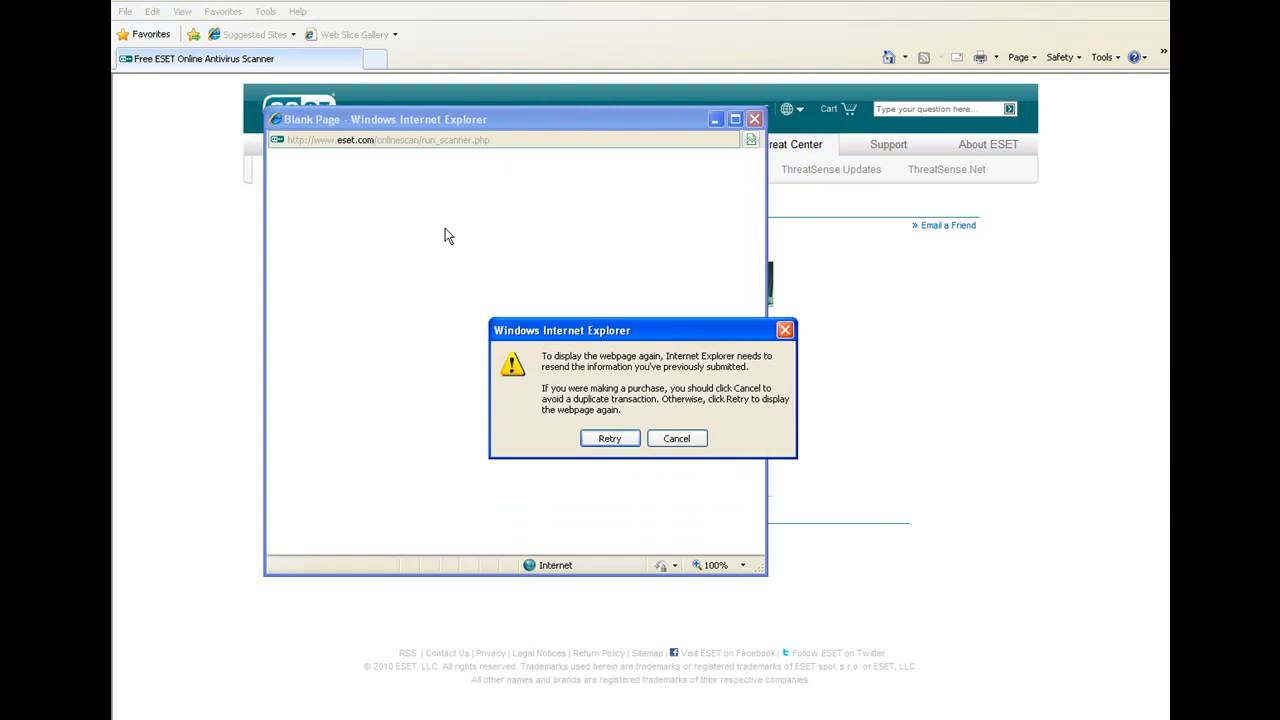 File Edit View Favorites Tools Help
Favorites Suggested Sites Web Slice Gallery
Free ESET Online Antivirus Scanner
Page Safety Tools
Cart Type your question here...
Blank Page - Windows Internet Explorer
http://www.eset.com/onlinescan/run_scanner.php
reat Center Support About ESET
ThreatSense Updates ThreatSense.Net
» Email a Friend
Windows Internet Explorer
To display the webpage again, Internet Explorer needs to
resend the information you've previously submitted.
If you were making a purchase, you should click Cancel to
avoid a duplicate transaction. Otherwise, click Retry to display
the webpage again.
Retry Cancel
Internet 100%
RSS | Contact Us | Privacy | Legal Notices | Return Policy | Sitemap | Visit ESET on Facebook | Follow ESET on Twitter
© 2010 ESET, LLC. All rights reserved. Trademarks used herein are trademarks or registered trademarks of ESET spol. s r.o. or ESET, LLC.
All other names and brands are registered trademarks of their respective companies.